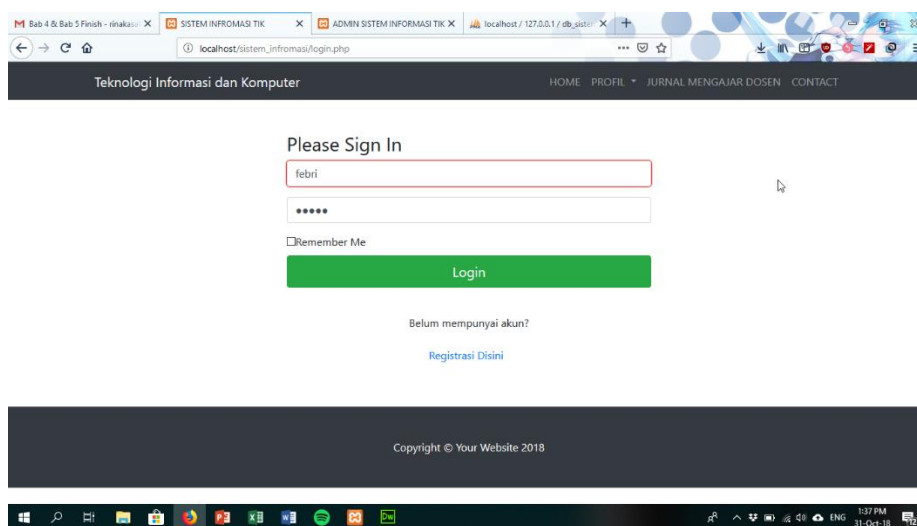 Bab 4 & Bab 5 Finish - rinakasa
SISTEM INFROMASI TIK
ADMIN SISTEM INFORMASI TIK
localhost / 127.0.0.1 / db_siste
localhost/sistem_infromasi/login.php
Teknologi Informasi dan Komputer
HOME PROFIL JURNAL MENGAJAR DOSEN CONTACT
Please Sign In
febri
Remember Me
Login
Belum mempunyai akun?
Registrasi Disini
Copyright © Your Website 2018
ENG
1:37 PM
31-Oct-18